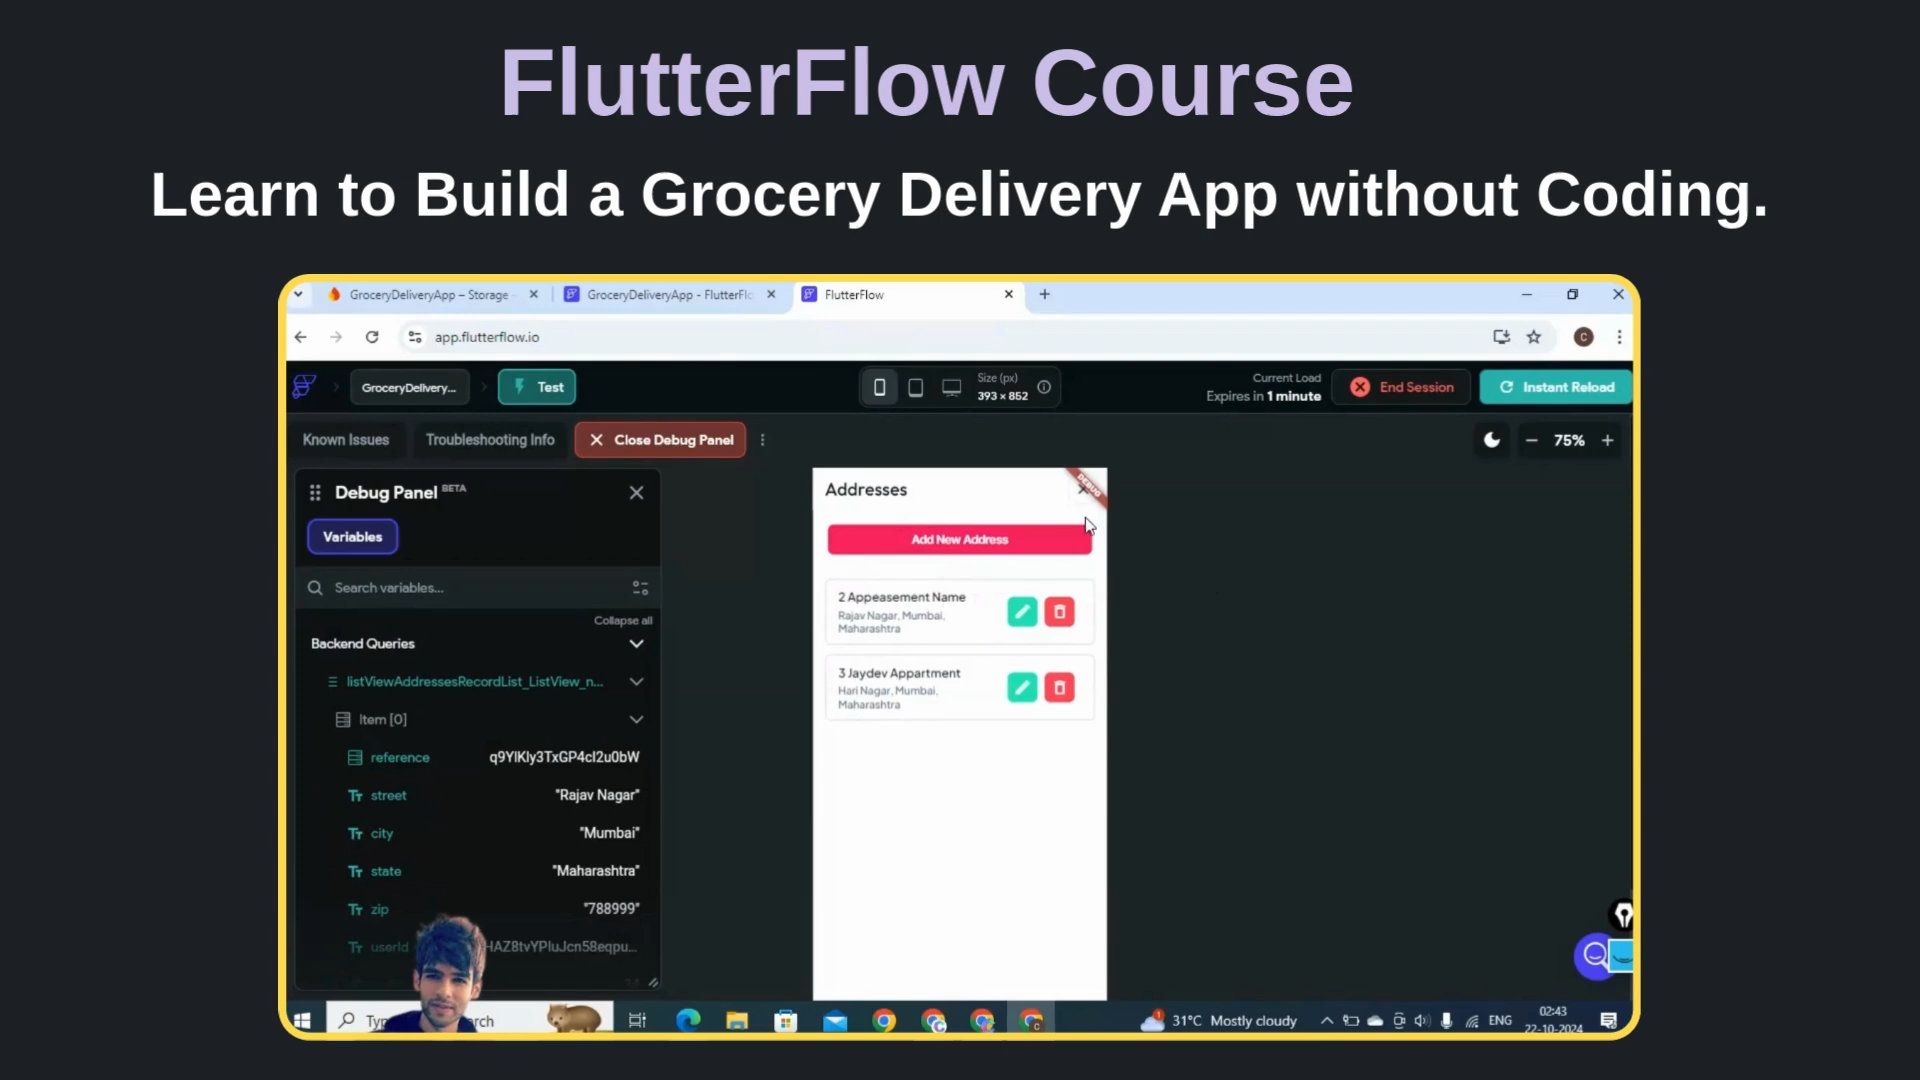 FlutterFlow Course
Learn to Build a Grocery Delivery App without Coding.
GroceryDeliveryApp – Storage
GroceryDeliveryApp - FlutterFlo
FlutterFlow
app.flutterflow.io
GroceryDelivery...
Test
Size (px)
393 × 852
Current Load
Expires in 1 minute
End Session
Instant Reload
Known Issues
Troubleshooting Info
Close Debug Panel
75%
Debug Panel BETA
Variables
Search variables...
Collapse all
Backend Queries
listViewAddressesRecordList_ListView_n...
Item [0]
reference
q9YlKly3TxGP4cl2u0bW
street
"Rajav Nagar"
city
"Mumbai"
state
"Maharashtra"
zip
"788999"
userId
HAZ8tvYPluJcn58eqpu...
Addresses
DEBUG
Add New Address
2 Appeasement Name
Rajav Nagar, Mumbai,
Maharashtra
3 Jaydev Appartment
Hari Nagar, Mumbai,
Maharashtra
31°C Mostly cloudy
ENG
02:43
22-10-2024